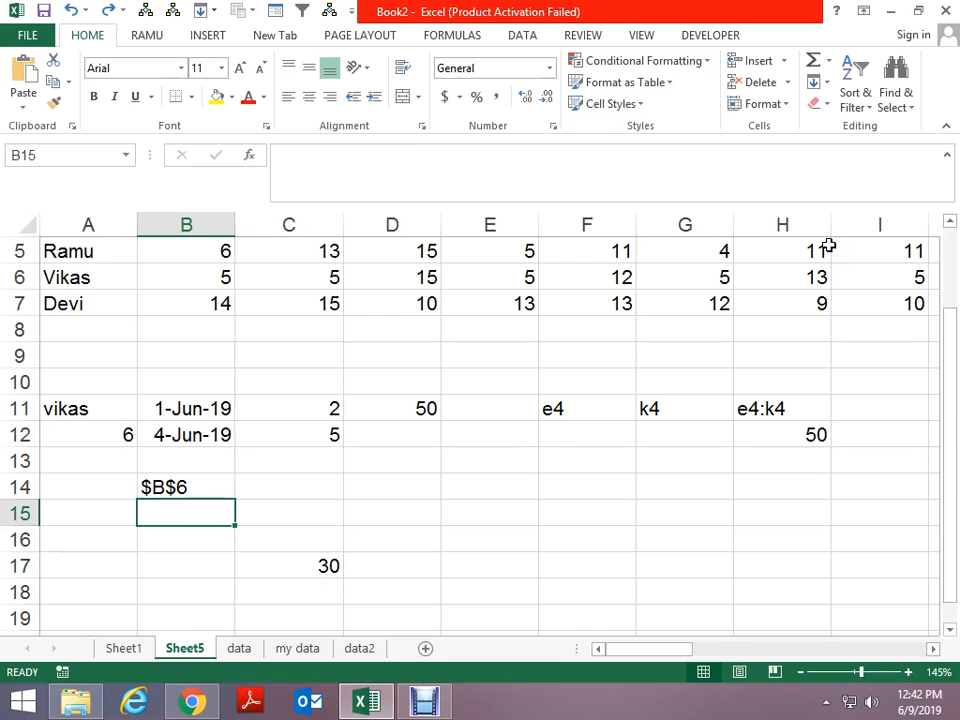 Book2 - Excel (Product Activation Failed)
FILE HOME RAMU INSERT New Tab PAGE LAYOUT FORMULAS DATA REVIEW VIEW DEVELOPER Sign in
Paste
Arial 11
B I U
General
$ % ,
Conditional Formatting
Format as Table
Cell Styles
Insert
Delete
Format
Sort & Filter
Find & Select
Clipboard Font Alignment Number Styles Cells Editing
B15 fx
A B C D E F G H I
5 Ramu 6 13 15 5 11 4 11 11
6 Vikas 5 5 15 5 12 5 13 5
7 Devi 14 15 10 13 13 12 9 10
8
9
10
11 vikas 1-Jun-19 2 50 e4 k4 e4:k4
12 6 4-Jun-19 5 50
13
14 $B$6
15
16
17 30
18
19
Sheet1 Sheet5 data my data data2
READY 145%
12:42 PM
6/9/2019